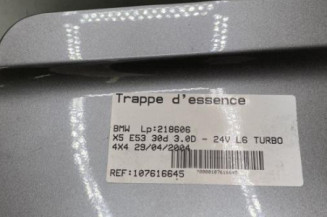 Trappe d'essence
BMW Lp:218606
X5 E53 30d 3.0D - 24V L6 TURBO
4X4 29/04/2004
REF:107616645